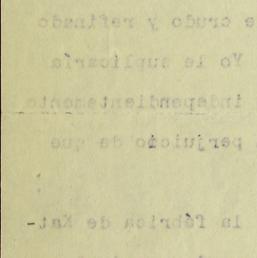 e crudo y refinado
Yo le suplicaría
independientemente
perjuicio de que
la fábrica de Kat-